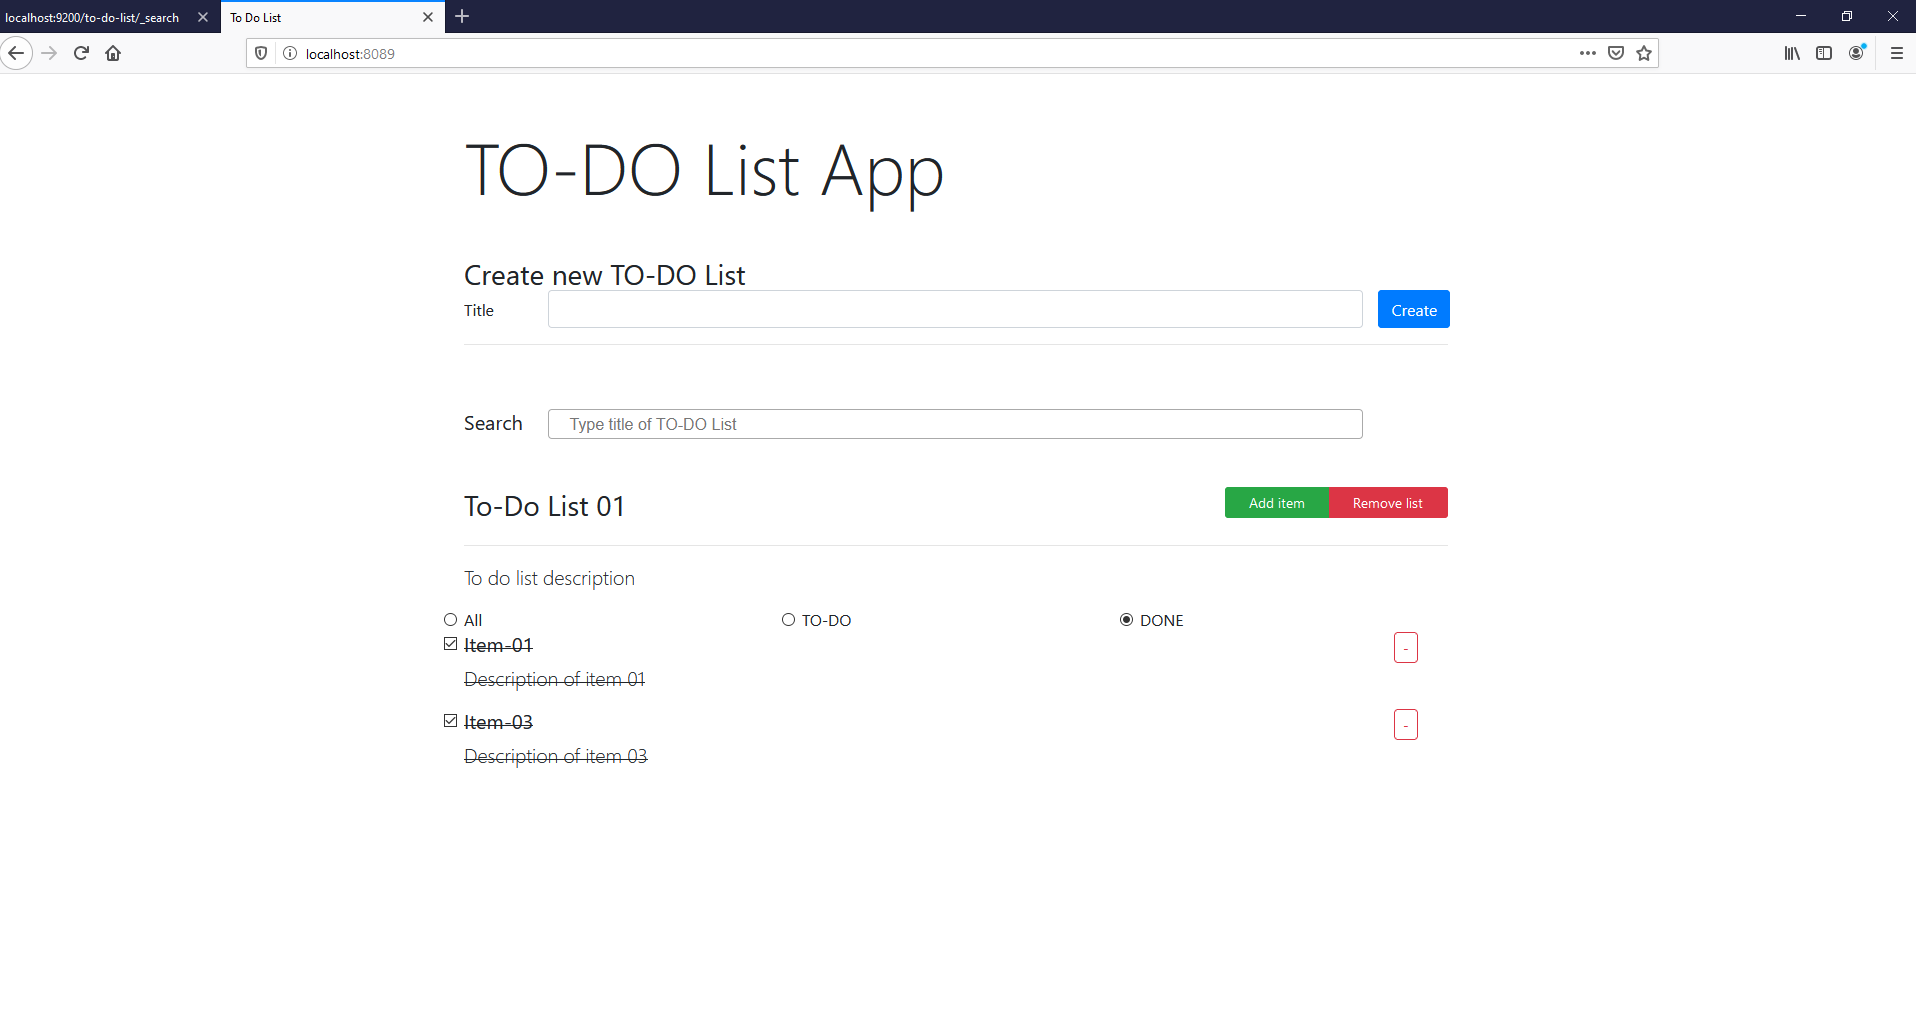 localhost:9200/to-do-list/_search
To Do List
localhost:8089
TO-DO List App
Create new TO-DO List
Title
Create
Search
Type title of TO-DO List
To-Do List 01
Add item
Remove list
To do list description
All
TO-DO
DONE
Item-01
-
Description of item 01
Item-03
-
Description of item 03